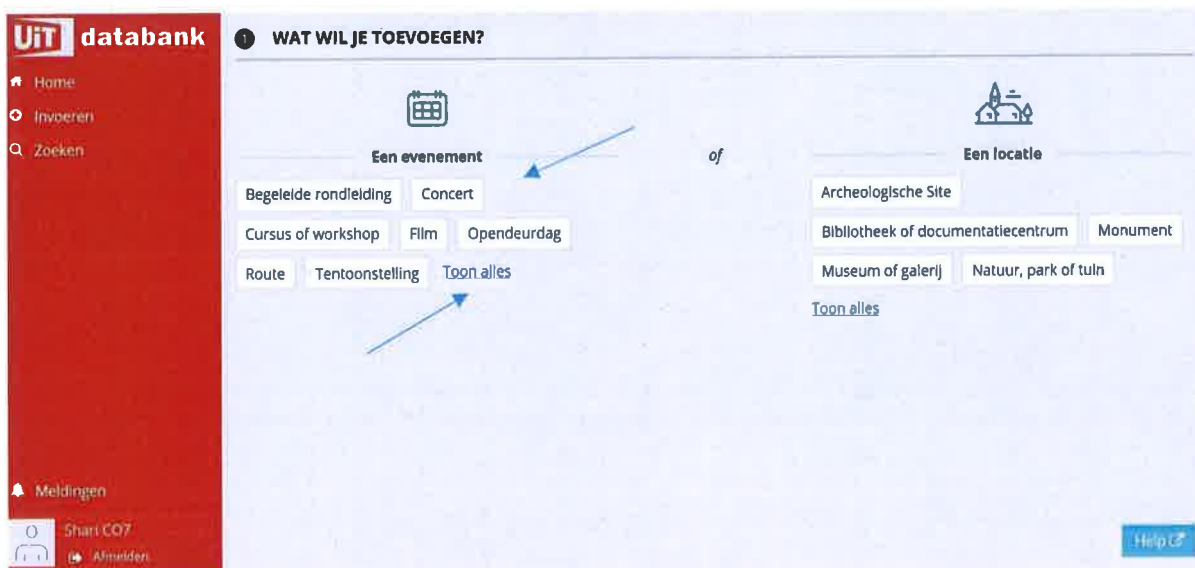 UiT databank
Home
Invoeren
Zoeken
Meldingen
Shari CO7
Afmelden
1 WAT WIL JE TOEVOEGEN?
Een evenement
Begeleide rondleiding Concert
Cursus of workshop Film Opendeurdag
Route Tentoonstelling Toon alles
of
Een locatie
Archeologische Site
Bibliotheek of documentatiecentrum Monument
Museum of galerij Natuur, park of tuin
Toon alles
Help